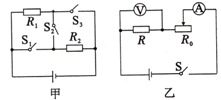 R₁ S₂ S₃
S₁ R₂
甲
V A
R R₀
S
乙